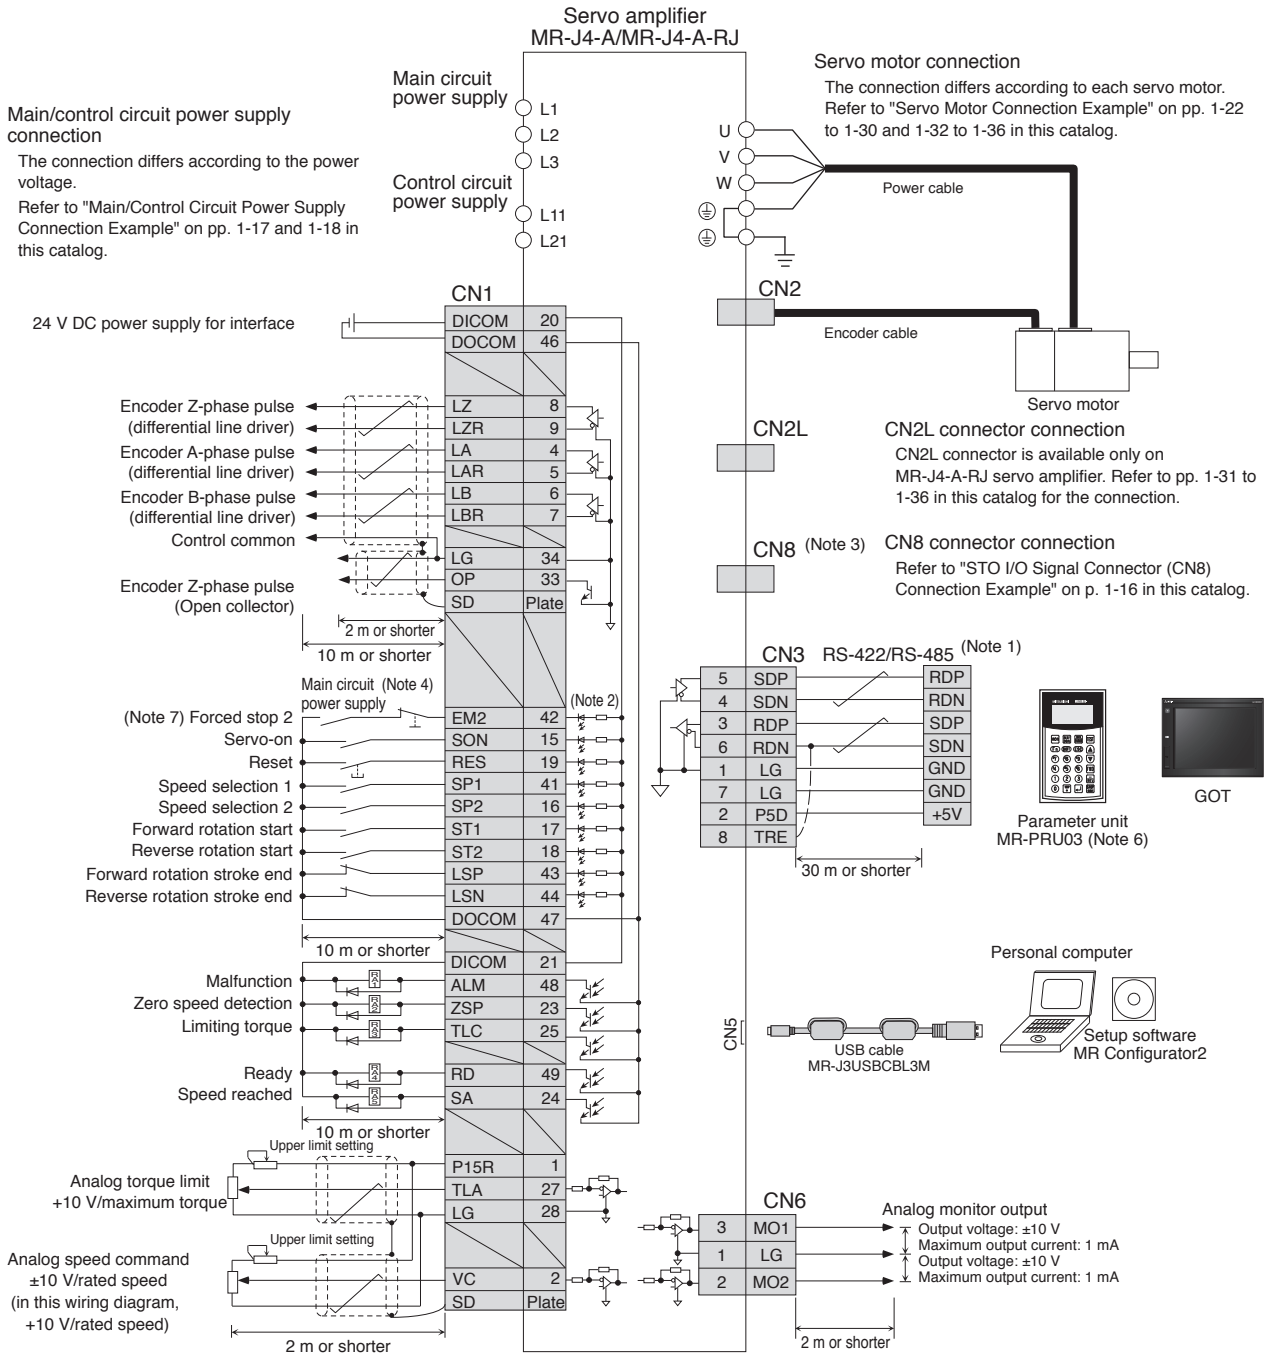 Servo amplifier
MR-J4-A/MR-J4-A-RJ
Main/control circuit power supply
connection
The connection differs according to the power
voltage.
Refer to "Main/Control Circuit Power Supply
Connection Example" on pp. 1-17 and 1-18 in
this catalog.
Main circuit
power supply
L1
L2
L3
Control circuit
power supply
L11
L21
Servo motor connection
The connection differs according to each servo motor.
Refer to "Servo Motor Connection Example" on pp. 1-22
to 1-30 and 1-32 to 1-36 in this catalog.
U
V
W
Power cable
CN2
Encoder cable
Servo motor
CN2L
CN2L connector connection
CN2L connector is available only on
MR-J4-A-RJ servo amplifier. Refer to pp. 1-31 to
1-36 in this catalog for the connection.
CN8 (Note 3)
CN8 connector connection
Refer to "STO I/O Signal Connector (CN8)
Connection Example" on p. 1-16 in this catalog.
CN1
24 V DC power supply for interface
DICOM 20
DOCOM 46
Encoder Z-phase pulse
(differential line driver)
LZ 8
LZR 9
Encoder A-phase pulse
(differential line driver)
LA 4
LAR 5
Encoder B-phase pulse
(differential line driver)
LB 6
LBR 7
Control common
LG 34
Encoder Z-phase pulse
(Open collector)
OP 33
SD Plate
2 m or shorter
10 m or shorter
Main circuit (Note 4)
power supply
(Note 2)
(Note 7) Forced stop 2 EM2 42
Servo-on SON 15
Reset RES 19
Speed selection 1 SP1 41
Speed selection 2 SP2 16
Forward rotation start ST1 17
Reverse rotation start ST2 18
Forward rotation stroke end LSP 43
Reverse rotation stroke end LSN 44
DOCOM 47
10 m or shorter
DICOM 21
Malfunction RA1 ALM 48
Zero speed detection RA2 ZSP 23
Limiting torque RA3 TLC 25
Ready RA4 RD 49
Speed reached RA5 SA 24
10 m or shorter
Upper limit setting
Analog torque limit
+10 V/maximum torque
P15R 1
TLA 27
LG 28
Upper limit setting
Analog speed command
±10 V/rated speed
(in this wiring diagram,
+10 V/rated speed)
VC 2
SD Plate
2 m or shorter
CN3 RS-422/RS-485 (Note 1)
5 SDP RDP
4 SDN RDN
3 RDP SDP
6 RDN SDN
1 LG GND
7 LG GND
2 P5D +5V
8 TRE
30 m or shorter
Parameter unit
MR-PRU03 (Note 6)
GOT
CN5
USB cable
MR-J3USBCBL3M
Personal computer
Setup software
MR Configurator2
CN6
3 MO1
1 LG
2 MO2
Analog monitor output
Output voltage: ±10 V
Maximum output current: 1 mA
Output voltage: ±10 V
Maximum output current: 1 mA
2 m or shorter